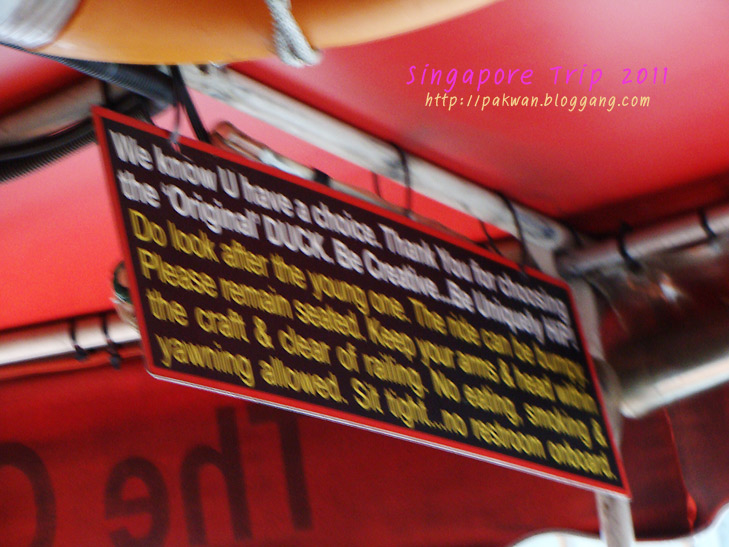 Singapore Trip 2011
http://pakwan.bloggang.com
We know U have a choice. Thank You for choosing
the 'Original' DUCK. Be Creative...Be Uniquely
Do look after the young one. The ride can be bumpy.
Please remain seated. Keep your arms & head within
the craft & clear of railing. No eating, smoking &
yawning allowed. Sit tight...no restroom onboard.
The